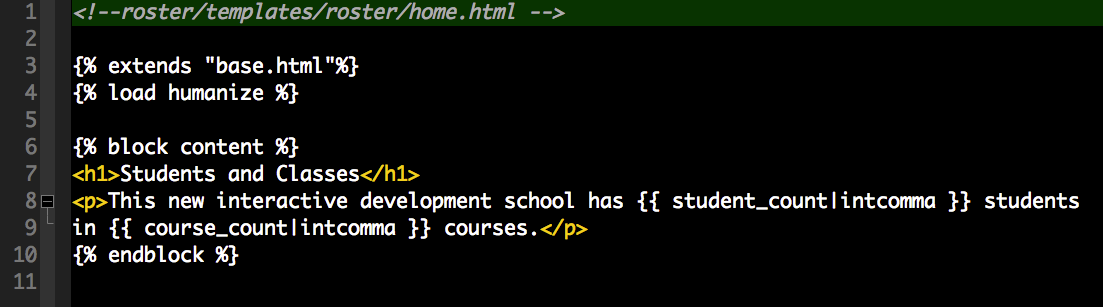 1 <!--roster/templates/roster/home.html -->
2
3 {% extends "base.html"%}
4 {% load humanize %}
5
6 {% block content %}
7 <h1>Students and Classes</h1>
8 <p>This new interactive development school has {{ student_count|intcomma }} students
9 in {{ course_count|intcomma }} courses.</p>
10 {% endblock %}
11